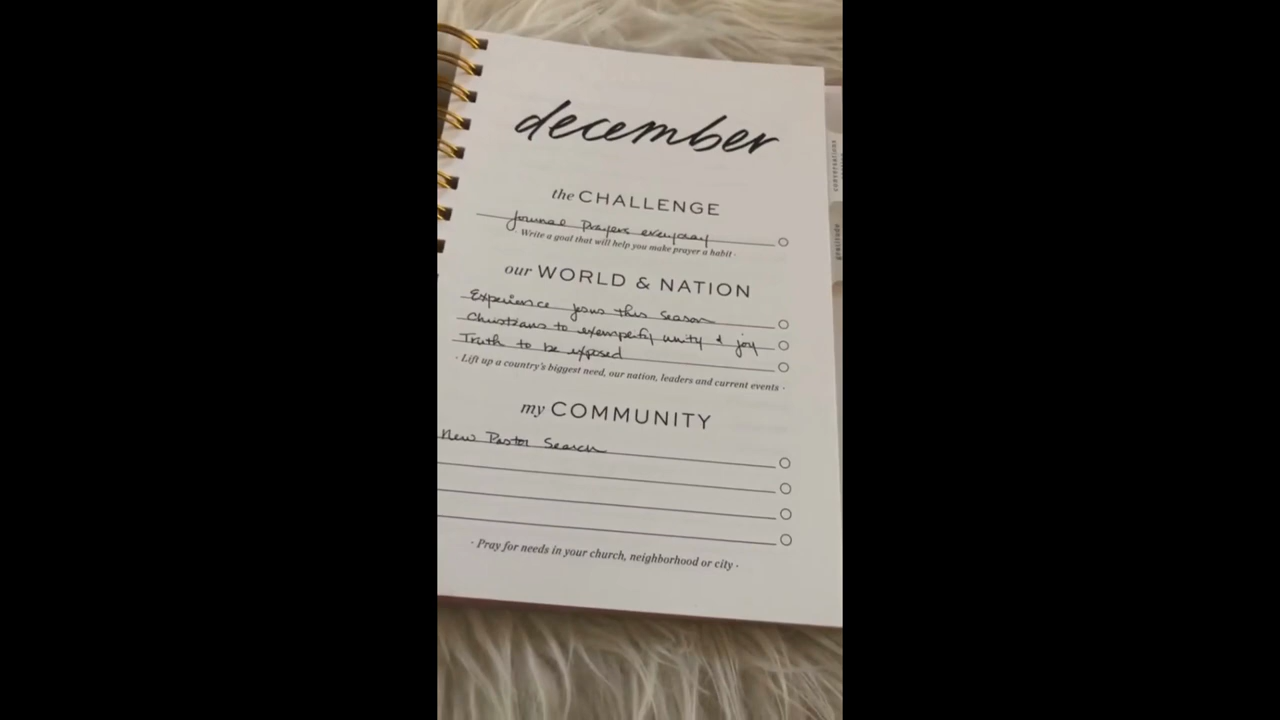 december
the CHALLENGE
Journal Prayers everyday
· Write a goal that will help you make prayer a habit ·
our WORLD & NATION
Experience Jesus this season
Christians to exemplify unity & joy
Truth to be exposed
· Lift up a country's biggest need, our nation, leaders and current events ·
my COMMUNITY
New Pastor Search
· Pray for needs in your church, neighborhood or city ·
conversations
gratitude